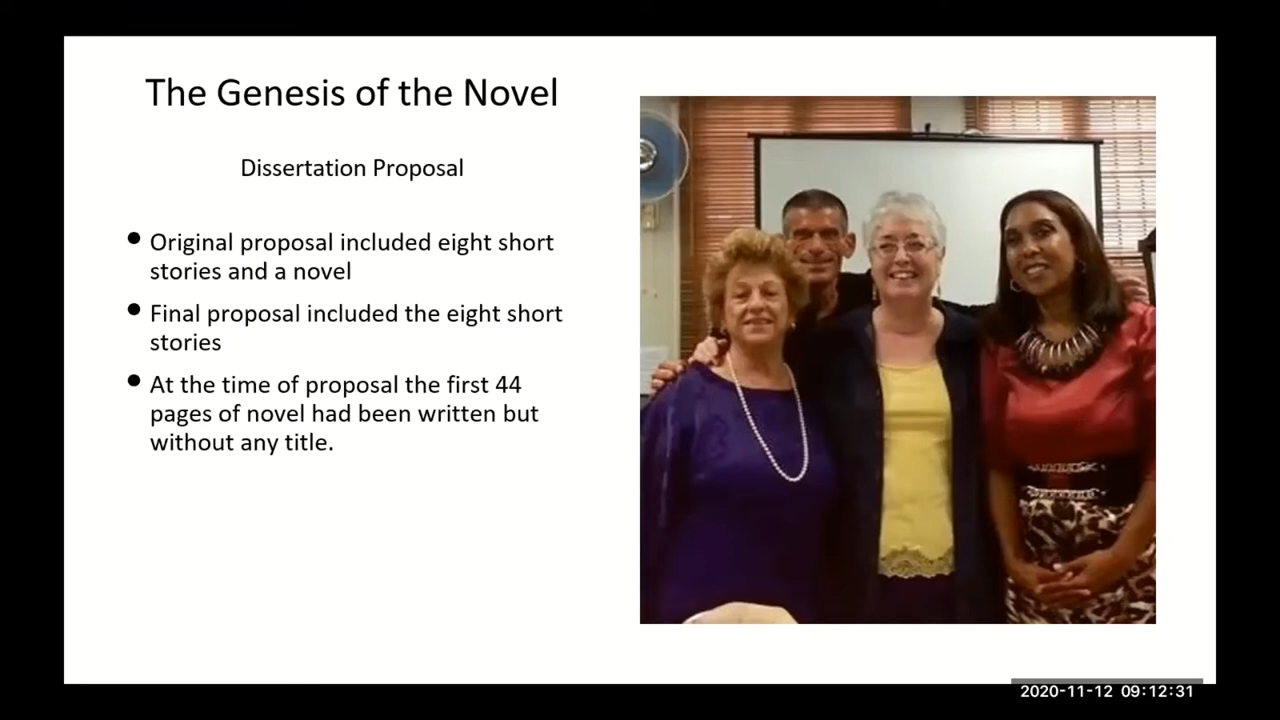 The Genesis of the Novel
Dissertation Proposal
• Original proposal included eight short
stories and a novel
• Final proposal included the eight short
stories
• At the time of proposal the first 44
pages of novel had been written but
without any title.
2020-11-12 09:12:31